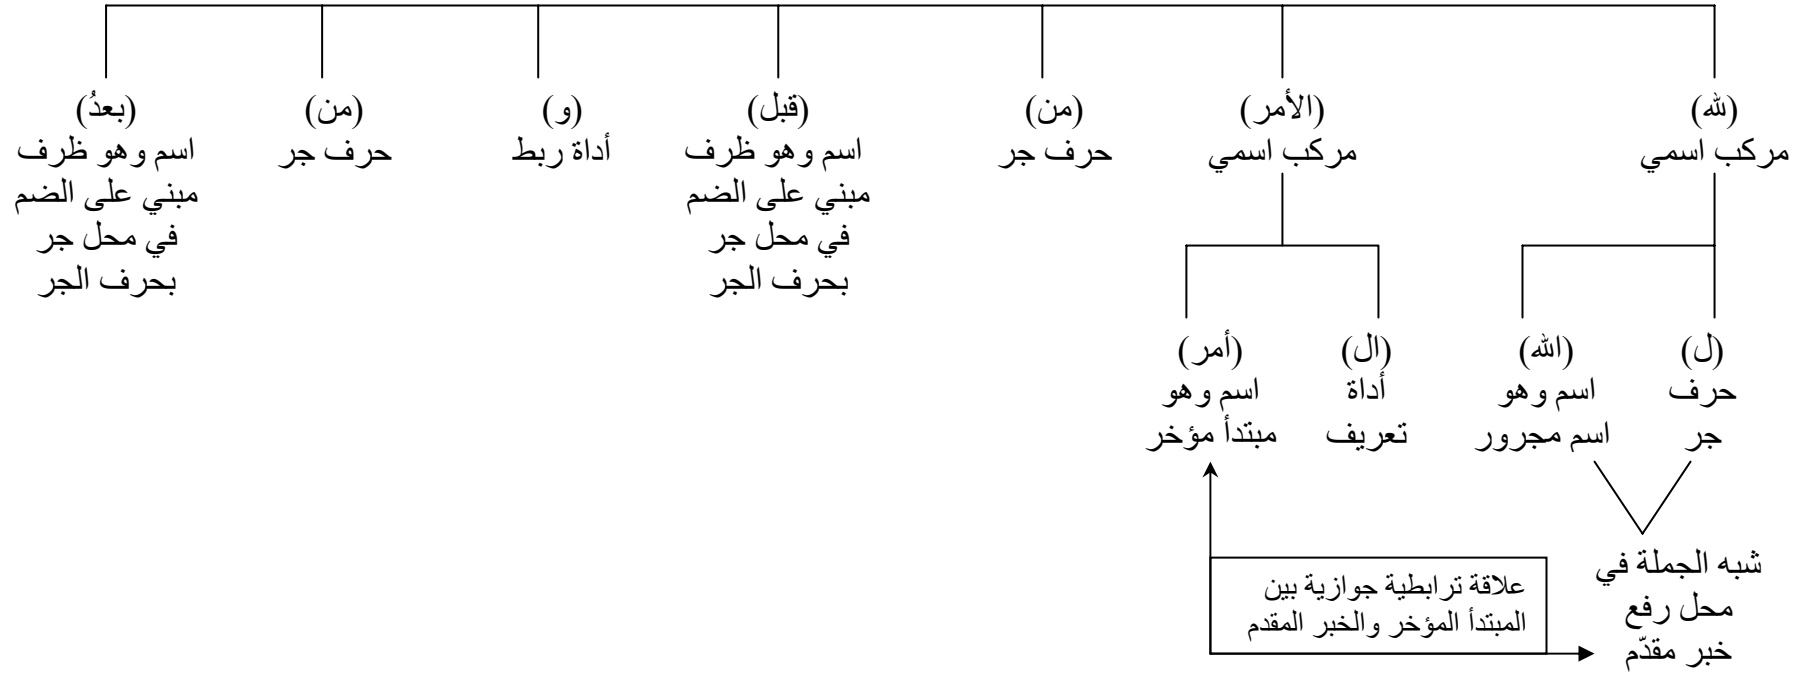 (لله)
مركب اسمي
(الأمر)
مركب اسمي
(من)
حرف جر
(قبل)
اسم وهو ظرف
مبني على الضم
في محل جر
بحرف الجر
(و)
أداة ربط
(من)
حرف جر
(بعدُ)
اسم وهو ظرف
مبني على الضم
في محل جر
بحرف الجر
(ل)
حرف
جر
(الله)
اسم وهو
اسم مجرور
(ال)
أداة
تعريف
(أمر)
اسم وهو
مبتدأ مؤخر
شبه الجملة في
محل رفع
خبر مقدّم
علاقة ترابطية جوازية بين
المبتدأ المؤخر والخبر المقدم